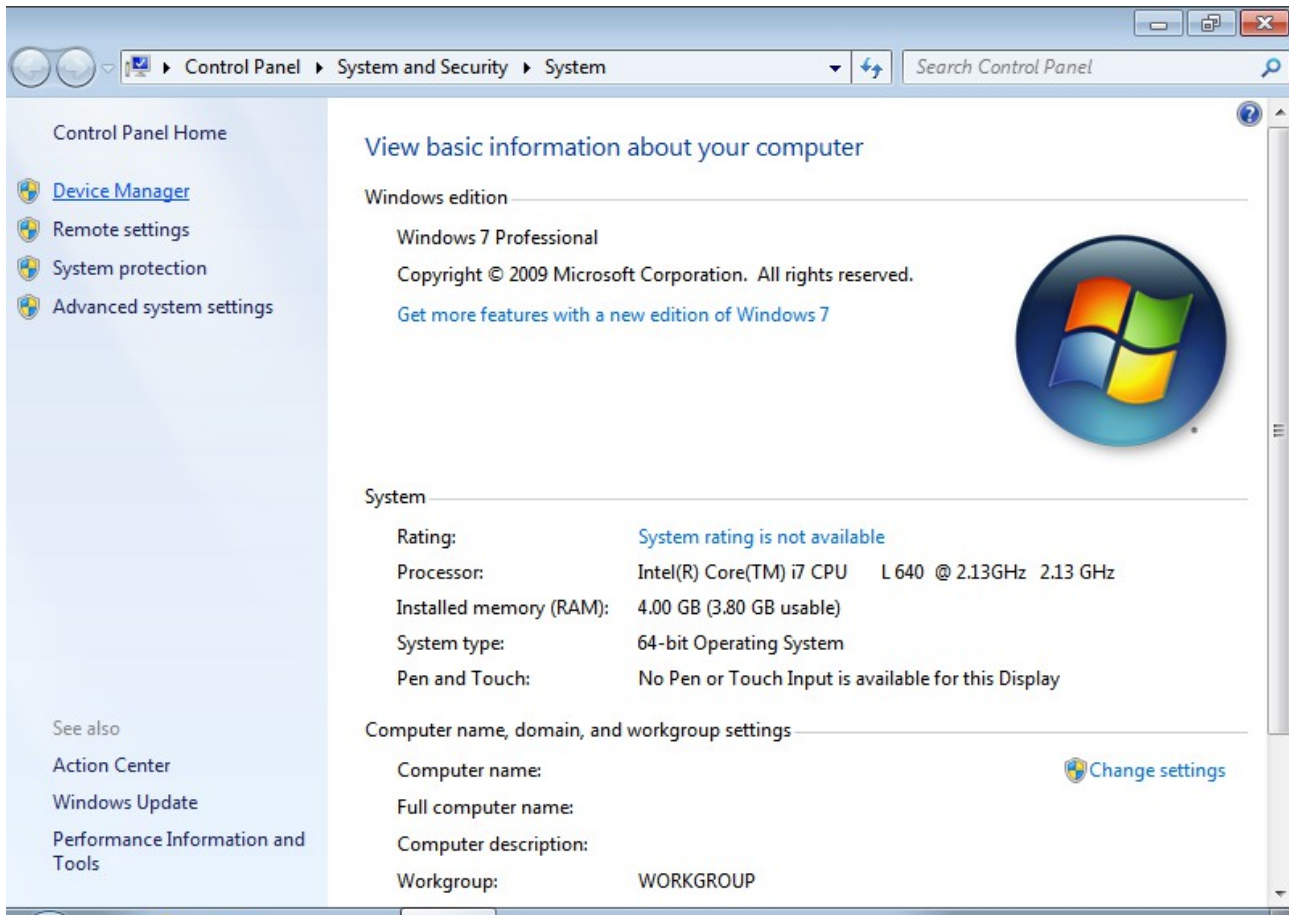 Control Panel ▸ System and Security ▸ System
Search Control Panel
Control Panel Home
Device Manager
Remote settings
System protection
Advanced system settings
See also
Action Center
Windows Update
Performance Information and
Tools
View basic information about your computer
Windows edition
Windows 7 Professional
Copyright © 2009 Microsoft Corporation. All rights reserved.
Get more features with a new edition of Windows 7
System
Rating: System rating is not available
Processor: Intel(R) Core(TM) i7 CPU L 640 @ 2.13GHz 2.13 GHz
Installed memory (RAM): 4.00 GB (3.80 GB usable)
System type: 64-bit Operating System
Pen and Touch: No Pen or Touch Input is available for this Display
Computer name, domain, and workgroup settings
Computer name: Change settings
Full computer name:
Computer description:
Workgroup: WORKGROUP